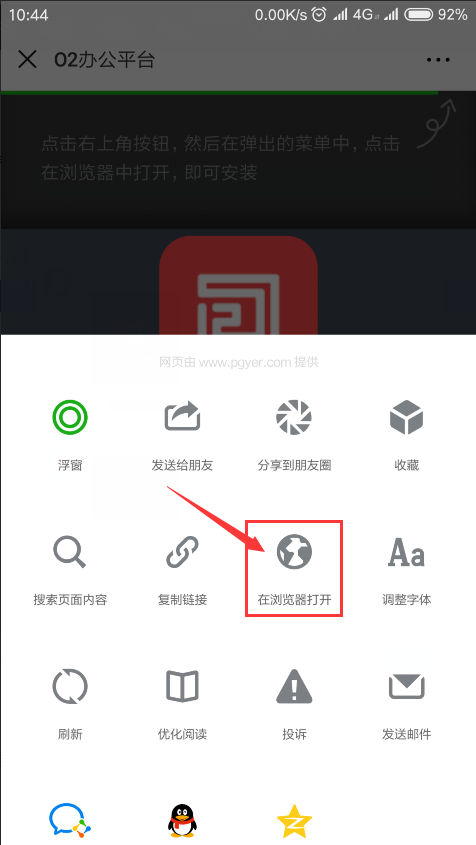 10:44
0.00K/s 4G 92%
O2办公平台
点击右上角按钮，然后在弹出的菜单中，点击
在浏览器中打开，即可安装
网页由 www.pgyer.com 提供
浮窗 发送给朋友 分享到朋友圈 收藏
Aa
搜索页面内容 复制链接 在浏览器打开 调整字体
刷新 优化阅读 投诉 发送邮件